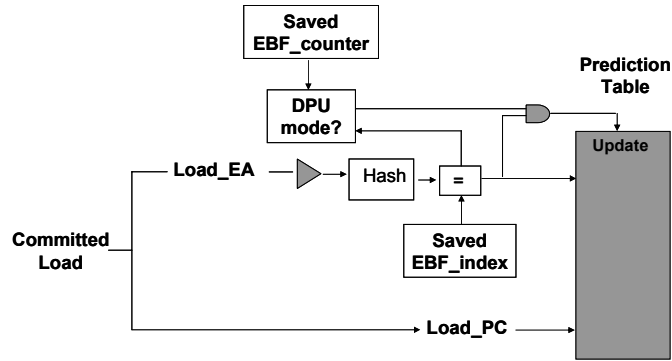 Saved
EBF_counter
Prediction
Table
DPU
mode?
Update
Load_EA
Hash
=
Committed
Load
Saved
EBF_index
Load_PC